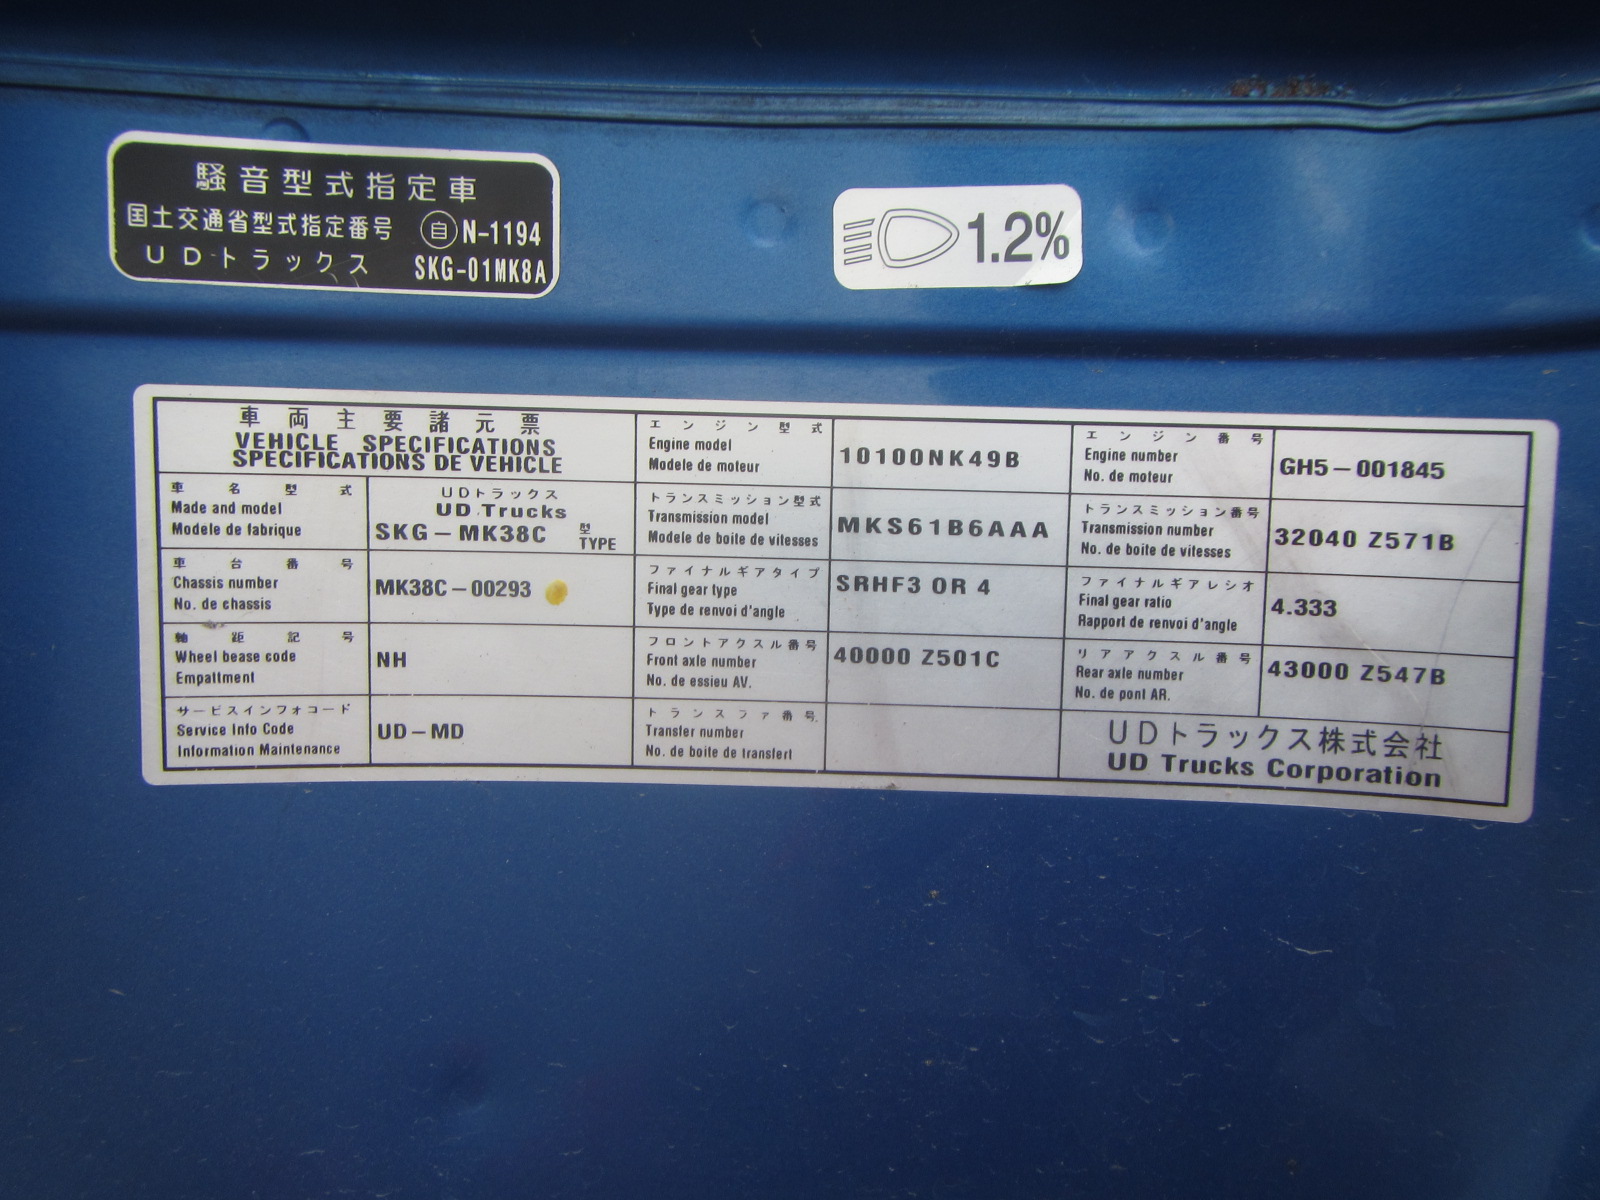 騒音型式指定車
国土交通省型式指定番号 自 N-1194
UDトラックス SKG-01MK8A
1.2%
車両主要諸元票
VEHICLE SPECIFICATIONS
SPECIFICATIONS DE VEHICLE
車名型式
Made and model
Modele de fabrique
UDトラックス
UD Trucks
SKG-MK38C 型
TYPE
車台番号
Chassis number
No. de chassis
MK38C-00293
軸距記号
Wheel bease code
Empattment
NH
サービスインフォコード
Service Info Code
Information Maintenance
UD-MD
エンジン型式
Engine model
Modele de moteur
10100NK49B
トランスミッション型式
Transmission model
Modele de boite de vitesses
MKS61B6AAA
ファイナルギアタイプ
Final gear type
Type de renvoi d'angle
SRHF3 OR 4
フロントアクスル番号
Front axle number
No. de essieu AV.
40000 Z501C
トランスファ番号
Transfer number
No. de boite de transfert
エンジン番号
Engine number
No. de moteur
GH5-001845
トランスミッション番号
Transmission number
No. de boite de vitesses
32040 Z571B
ファイナルギアレシオ
Final gear ratio
Rapport de renvoi d'angle
4.333
リアアクスル番号
Rear axle number
No. de pont AR.
43000 Z547B
UDトラックス株式会社
UD Trucks Corporation